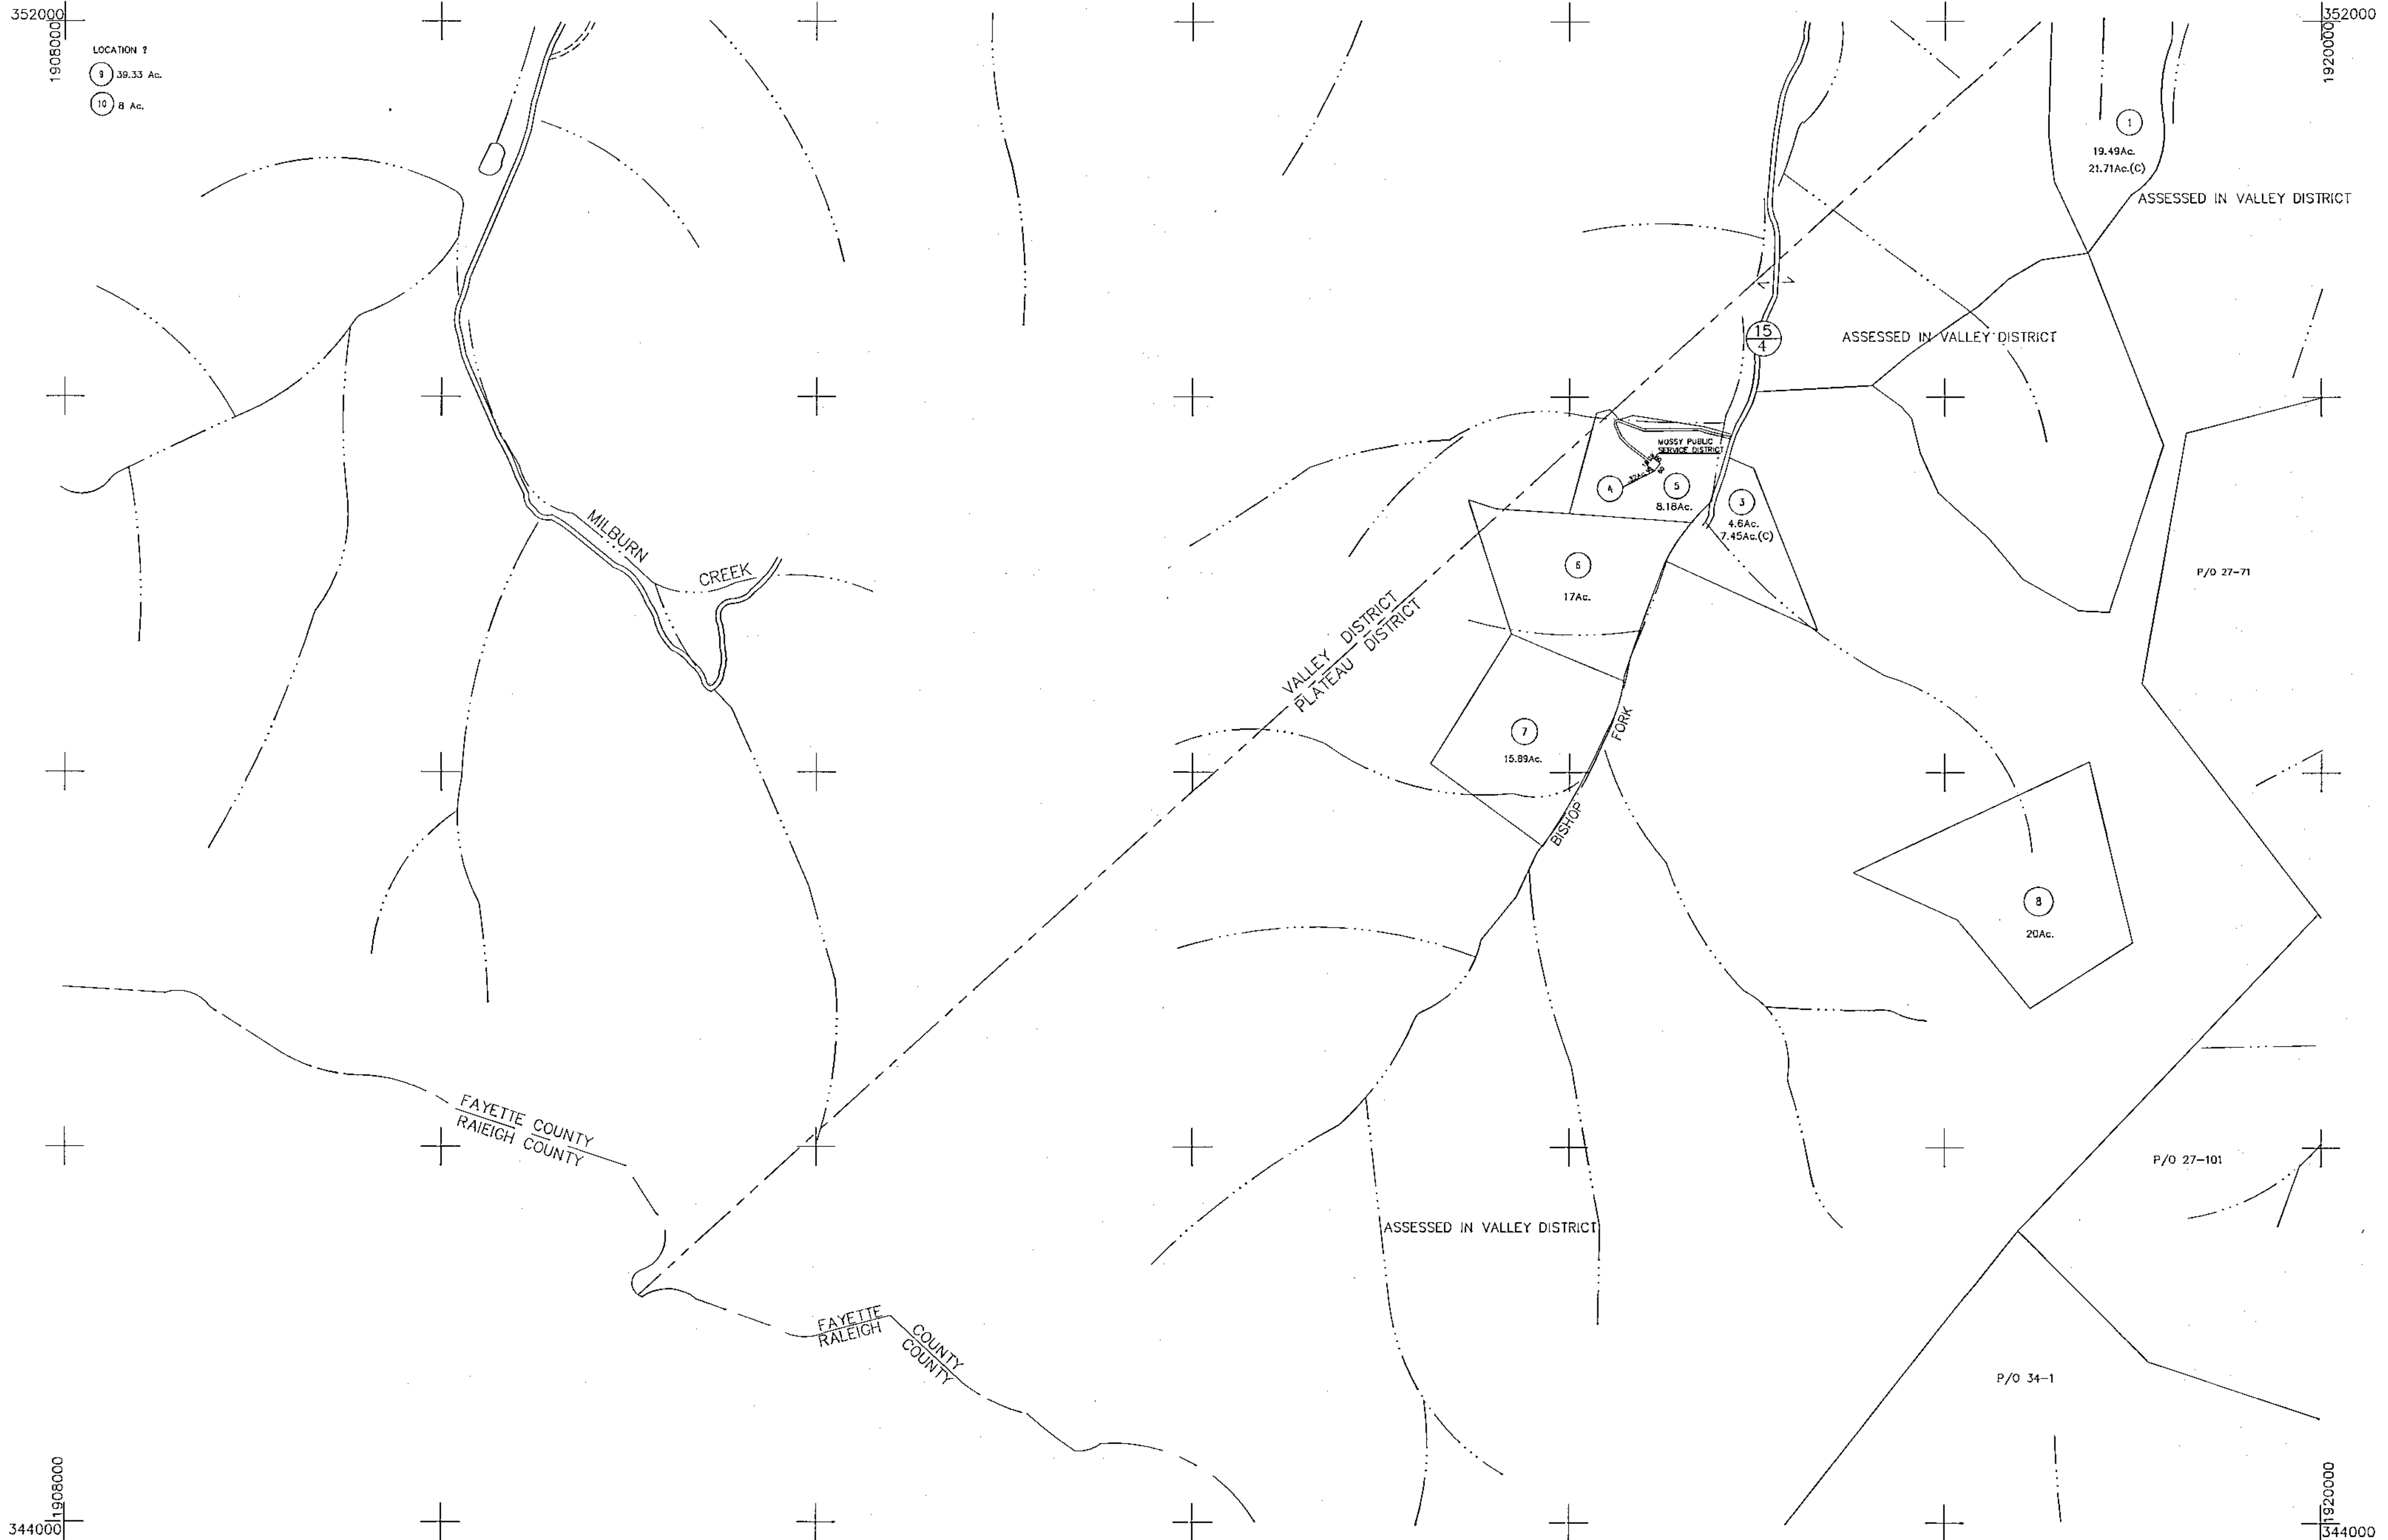 352000
1908000
352000
1920000
LOCATION ?
9 39.33 Ac.
10 8 Ac.
1
19.49Ac.
21.71Ac.(C)
ASSESSED IN VALLEY DISTRICT
15
4
ASSESSED IN VALLEY DISTRICT
MOSSY PUBLIC
SERVICE DISTRICT
4
5
8.18Ac.
3
4.6Ac.
7.45Ac.(C)
MILBURN
CREEK
6
17Ac.
P/O 27-71
VALLEY DISTRICT
PLATEAU DISTRICT
7
15.89Ac.
FORK
BISHOP
8
20Ac.
FAYETTE COUNTY
RAIEIGH COUNTY
P/O 27-101
ASSESSED IN VALLEY DISTRICT
FAYETTE COUNTY
RALEIGH COUNTY
P/O 34-1
1908000
344000
1920000
344000